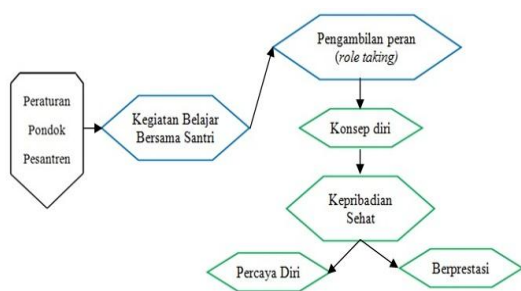 Peraturan
Pondok
Pesantren
Kegiatan Belajar
Bersama Santri
Pengambilan peran
(role taking)
Konsep diri
Kepribadian
Sehat
Percaya Diri
Berprestasi